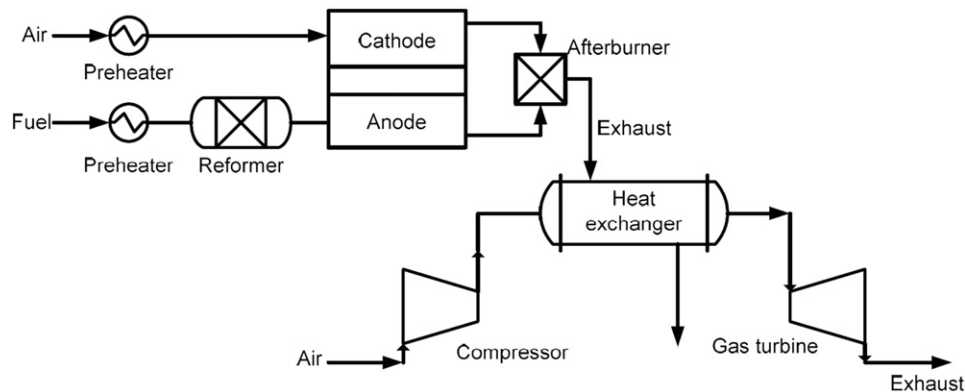 Air
Preheater
Cathode
Afterburner
Fuel
Preheater
Reformer
Anode
Exhaust
Heat
exchanger
Air
Compressor
Gas turbine
Exhaust